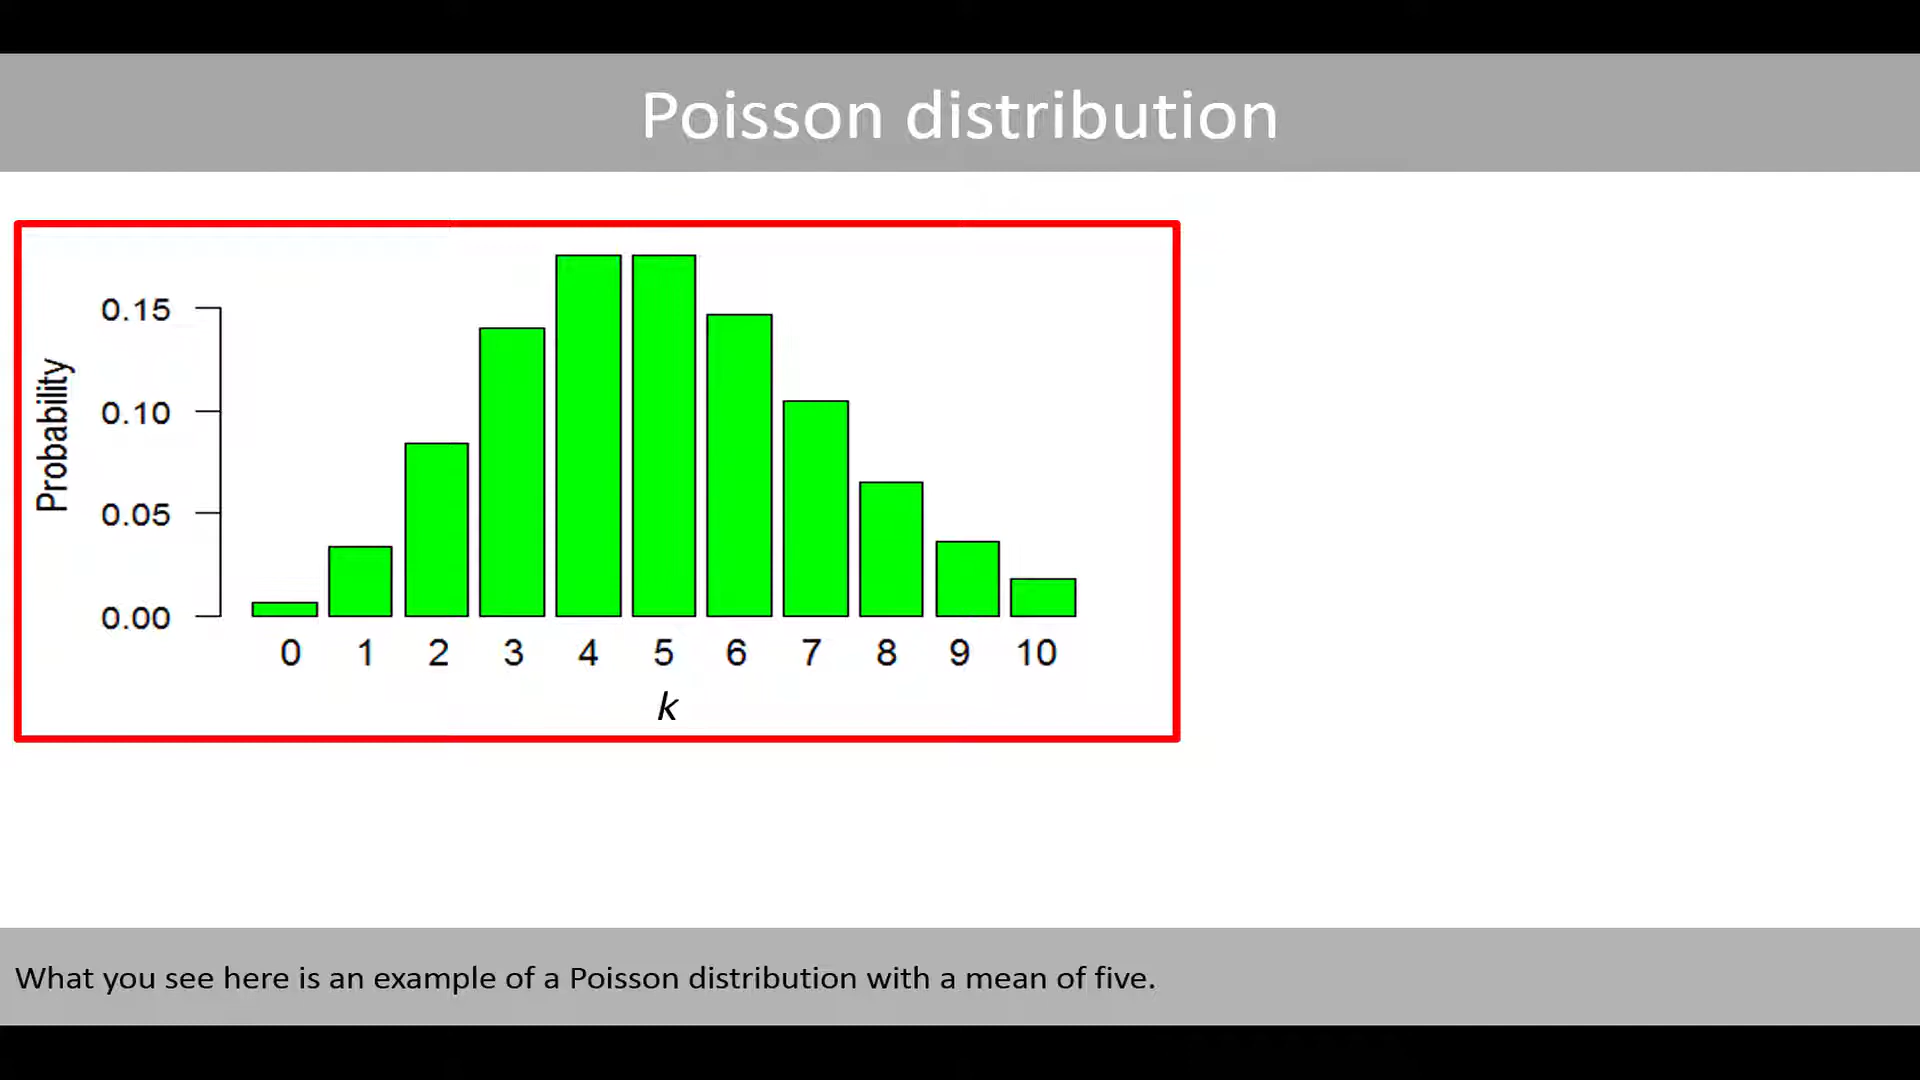 Poisson distribution
Probability
0.15
0.10
0.05
0.00
0 1 2 3 4 5 6 7 8 9 10
k
What you see here is an example of a Poisson distribution with a mean of five.